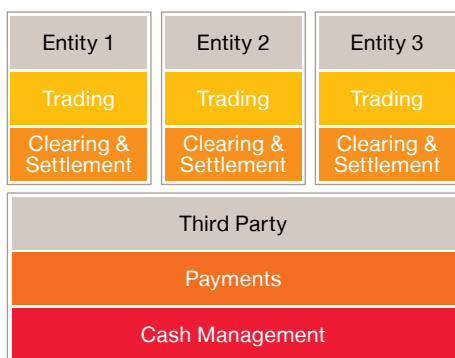 Entity 1
Entity 2
Entity 3
Trading
Trading
Trading
Clearing &
Settlement
Clearing &
Settlement
Clearing &
Settlement
Third Party
Payments
Cash Management